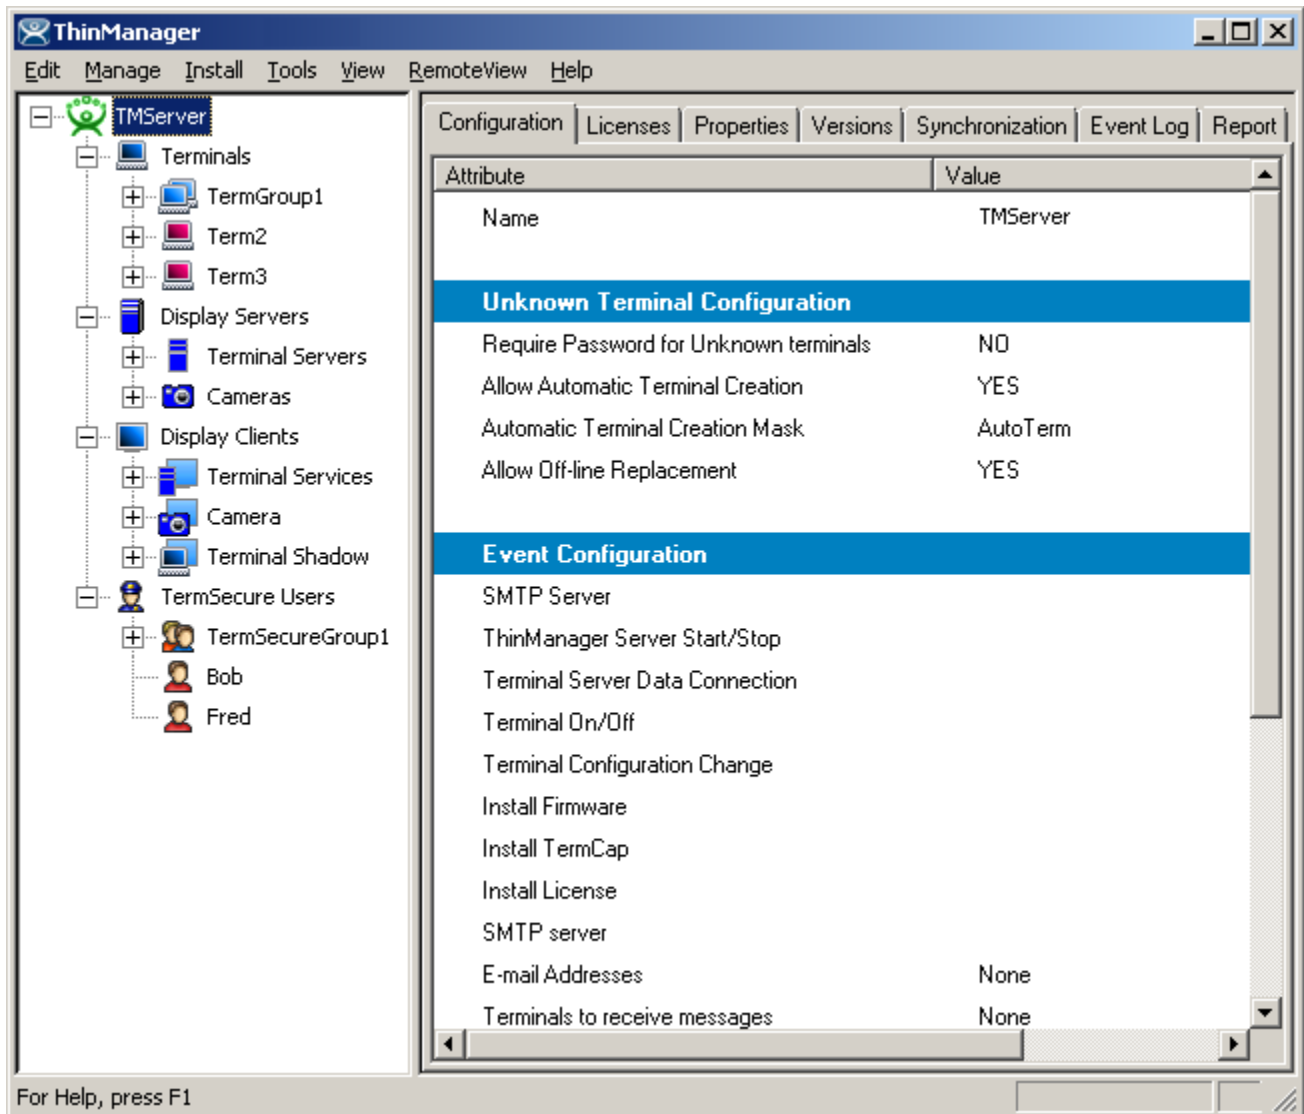 ThinManager
Edit Manage Install Tools View RemoteView Help
TMServer
Terminals
TermGroup1
Term2
Term3
Display Servers
Terminal Servers
Cameras
Display Clients
Terminal Services
Camera
Terminal Shadow
TermSecure Users
TermSecureGroup1
Bob
Fred
Configuration Licenses Properties Versions Synchronization Event Log Report
Attribute Value
Name TMServer
Unknown Terminal Configuration
Require Password for Unknown terminals NO
Allow Automatic Terminal Creation YES
Automatic Terminal Creation Mask AutoTerm
Allow Off-line Replacement YES
Event Configuration
SMTP Server
ThinManager Server Start/Stop
Terminal Server Data Connection
Terminal On/Off
Terminal Configuration Change
Install Firmware
Install TermCap
Install License
SMTP server
E-mail Addresses None
Terminals to receive messages None
For Help, press F1